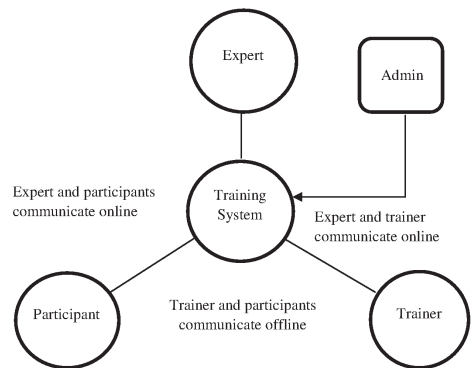 Expert
Admin
Expert and participants
communicate online
Training
System
Expert and trainer
communicate online
Participant
Trainer and participants
communicate offline
Trainer